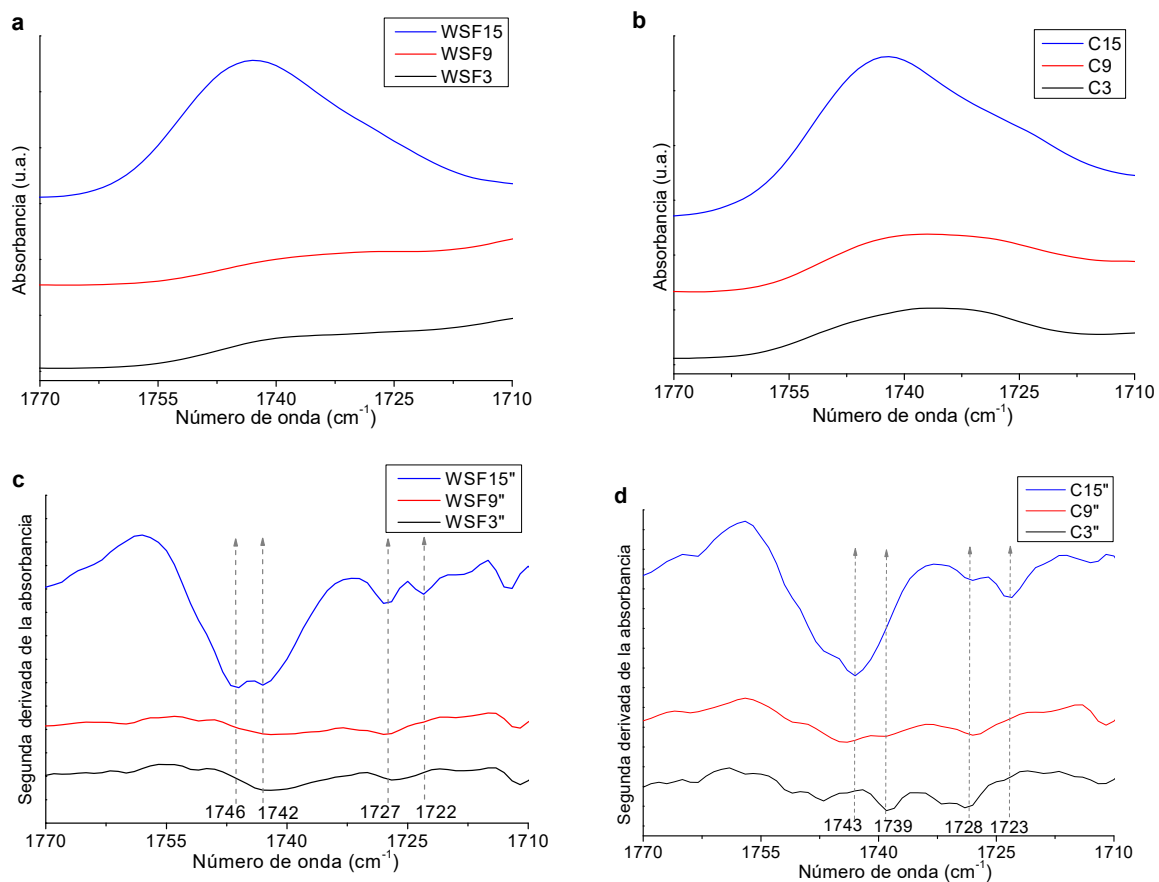 a
WSF15
WSF9
WSF3
Absorbancia (u.a.)
1770 1755 1740 1725 1710
Número de onda (cm⁻¹)
b
C15
C9
C3
Absorbancia (u.a.)
1770 1755 1740 1725 1710
Número de onda (cm⁻¹)
c
WSF15"
WSF9"
WSF3"
Segunda derivada de la absorbancia
1746 1742 1727 1722
1770 1755 1740 1725 1710
Número de onda (cm⁻¹)
d
C15"
C9"
C3"
Segunda derivada de la absorbancia
1743 1739 1728 1723
1770 1755 1740 1725 1710
Número de onda (cm⁻¹)